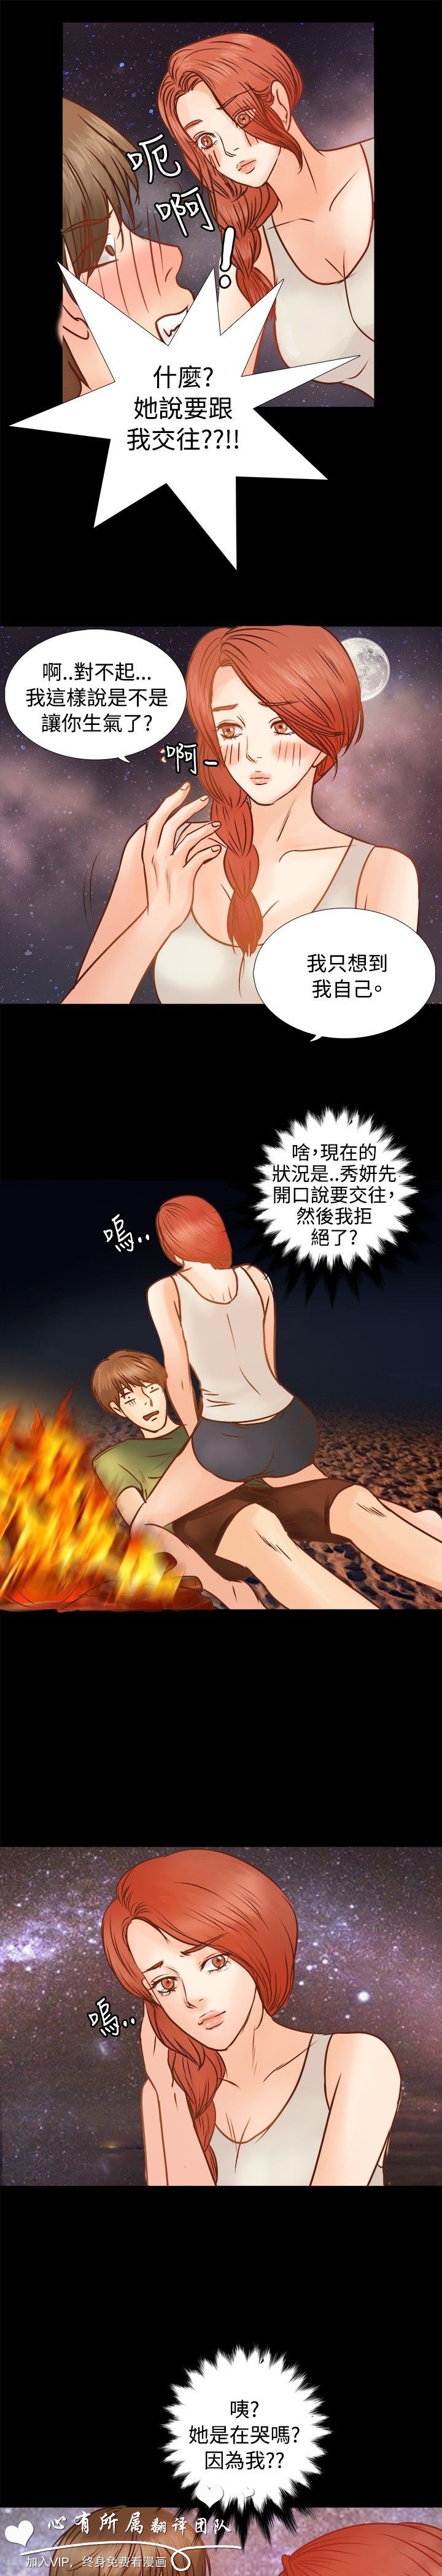 呃
啊
!
什麼?
她說要跟
我交往??!!
啊..對不起...
我這樣說是不是
讓你生氣了?
啊-
我只想到
我自己。
啥,現在的
狀況是..秀妍先
開口說要交往,
然後我拒
絕了?
嗚..
嗚..
咦?
她是在哭嗎?
因為我??
心有所属翻译团队
加入VIP，终身免费看漫画